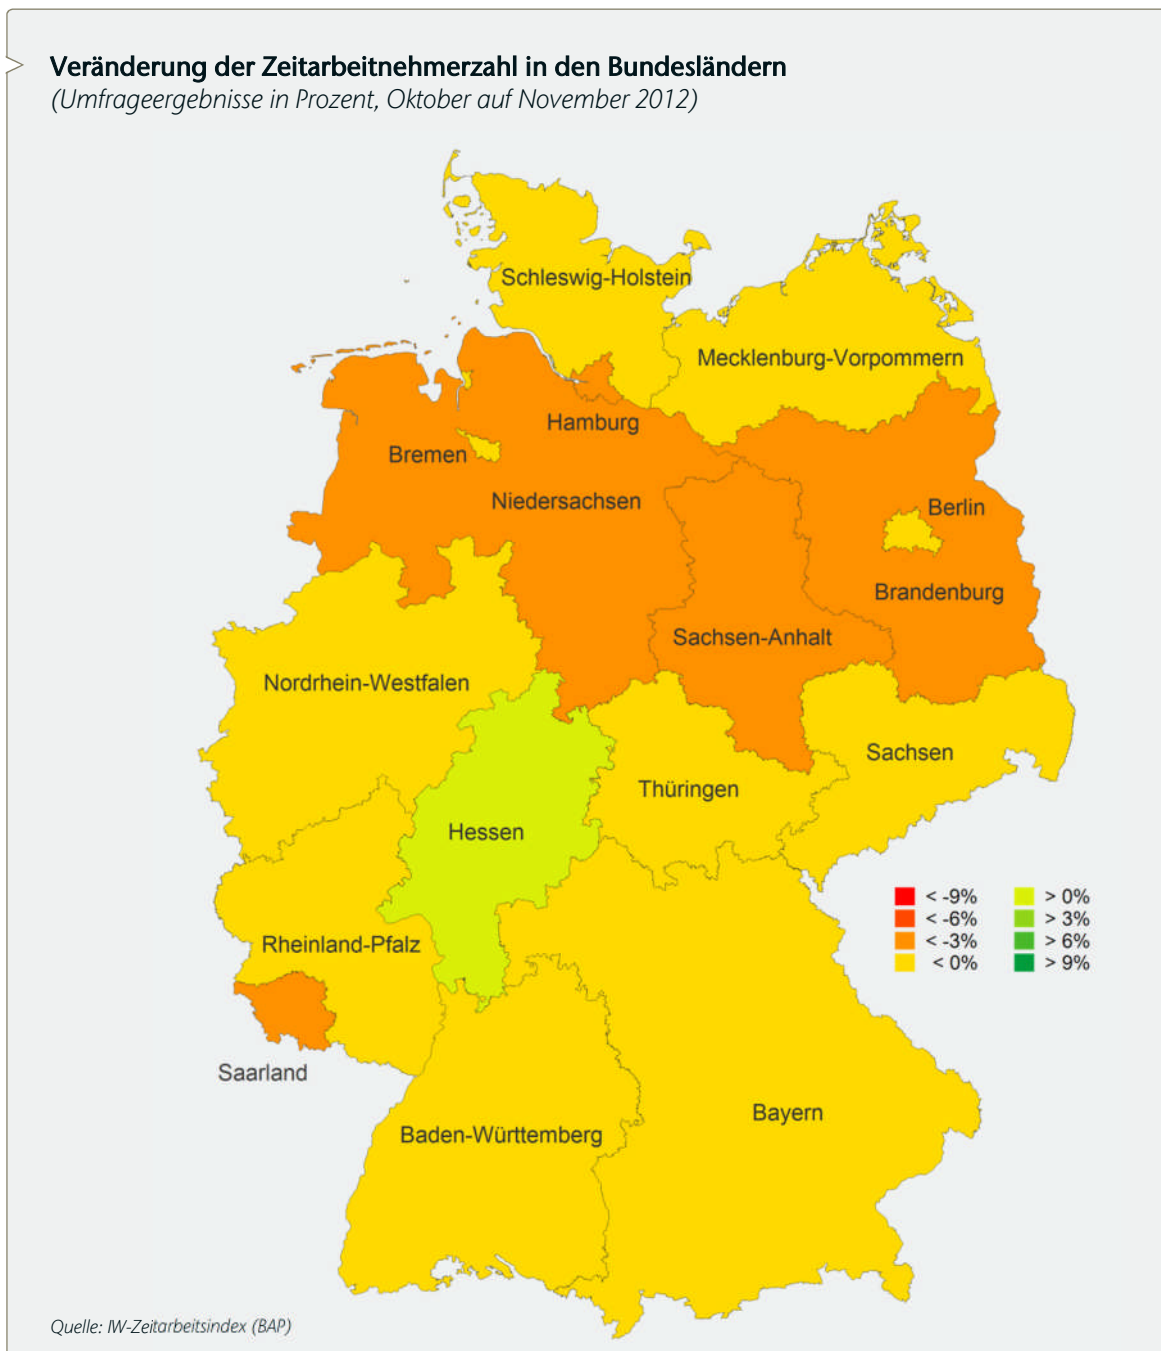 Veränderung der Zeitarbeitnehmerzahl in den Bundesländern
(Umfrageergebnisse in Prozent, Oktober auf November 2012)
Schleswig-Holstein
Mecklenburg-Vorpommern
Hamburg
Bremen
Niedersachsen
Berlin
Brandenburg
Sachsen-Anhalt
Nordrhein-Westfalen
Sachsen
Thüringen
Hessen
< -9% > 0%
< -6% > 3%
< -3% > 6%
< 0% > 9%
Rheinland-Pfalz
Saarland
Bayern
Baden-Württemberg
Quelle: IW-Zeitarbeitsindex (BAP)